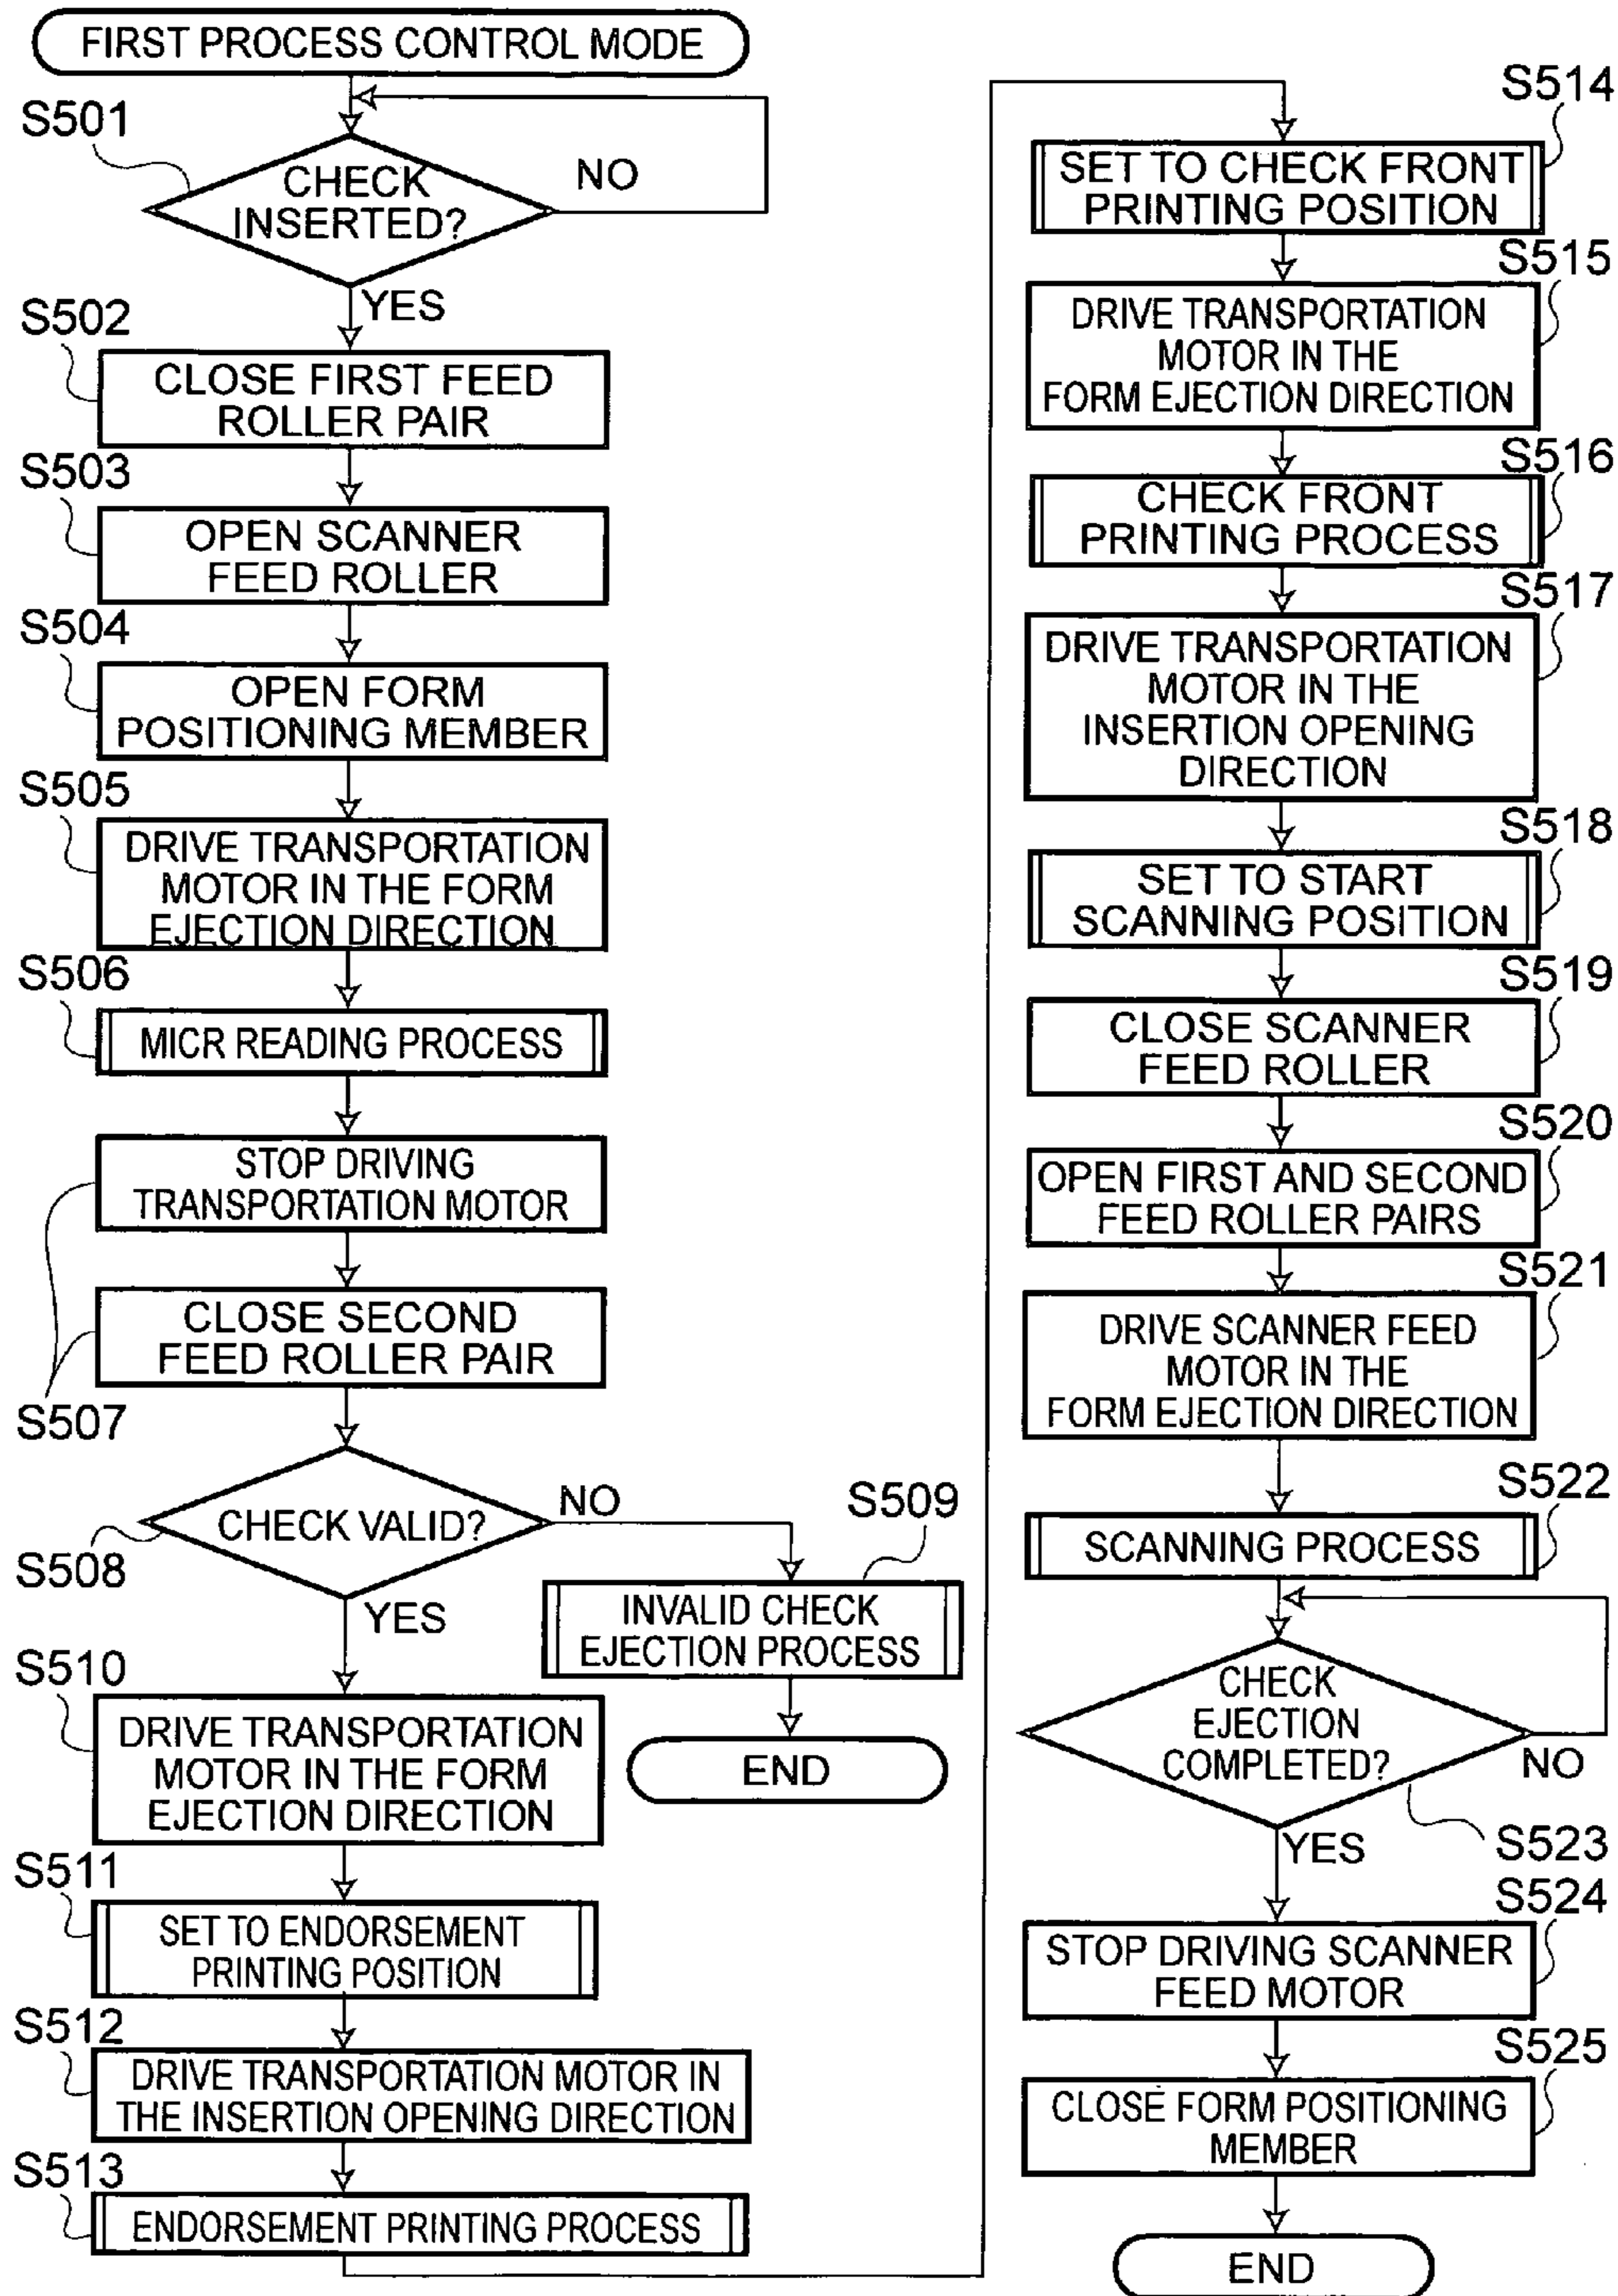 FIRST PROCESS CONTROL MODE
S501
CHECK
INSERTED?
NO
YES
S502
CLOSE FIRST FEED
ROLLER PAIR
S503
OPEN SCANNER
FEED ROLLER
S504
OPEN FORM
POSITIONING MEMBER
S505
DRIVE TRANSPORTATION
MOTOR IN THE FORM
EJECTION DIRECTION
S506
MICR READING PROCESS
STOP DRIVING
TRANSPORTATION MOTOR
CLOSE SECOND
FEED ROLLER PAIR
S507
CHECK VALID?
NO
S508
YES
S509
INVALID CHECK
EJECTION PROCESS
END
S510
DRIVE TRANSPORTATION
MOTOR IN THE FORM
EJECTION DIRECTION
S511
SET TO ENDORSEMENT
PRINTING POSITION
S512
DRIVE TRANSPORTATION MOTOR IN
THE INSERTION OPENING DIRECTION
S513
ENDORSEMENT PRINTING PROCESS
S514
SET TO CHECK FRONT
PRINTING POSITION
S515
DRIVE TRANSPORTATION
MOTOR IN THE
FORM EJECTION DIRECTION
S516
CHECK FRONT
PRINTING PROCESS
S517
DRIVE TRANSPORTATION
MOTOR IN THE
INSERTION OPENING
DIRECTION
S518
SET TO START
SCANNING POSITION
S519
CLOSE SCANNER
FEED ROLLER
S520
OPEN FIRST AND SECOND
FEED ROLLER PAIRS
S521
DRIVE SCANNER FEED
MOTOR IN THE
FORM EJECTION DIRECTION
S522
SCANNING PROCESS
CHECK
EJECTION
COMPLETED?
NO
YES
S523
S524
STOP DRIVING SCANNER
FEED MOTOR
S525
CLOSE FORM POSITIONING
MEMBER
END